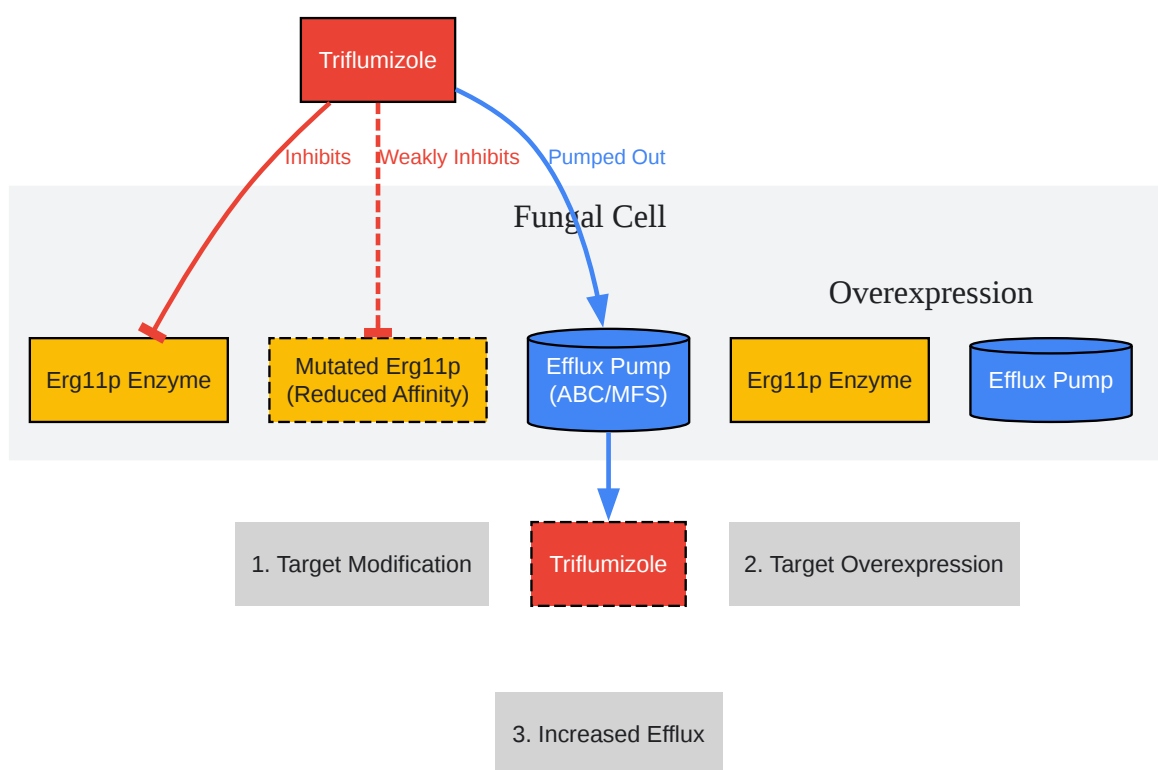 Triflumizole
Inhibits
Weakly Inhibits
Pumped Out
Fungal Cell
Overexpression
Erg11p Enzyme
Mutated Erg11p
(Reduced Affinity)
Efflux Pump
(ABC/MFS)
Erg11p Enzyme
Efflux Pump
1. Target Modification
Triflumizole
2. Target Overexpression
3. Increased Efflux